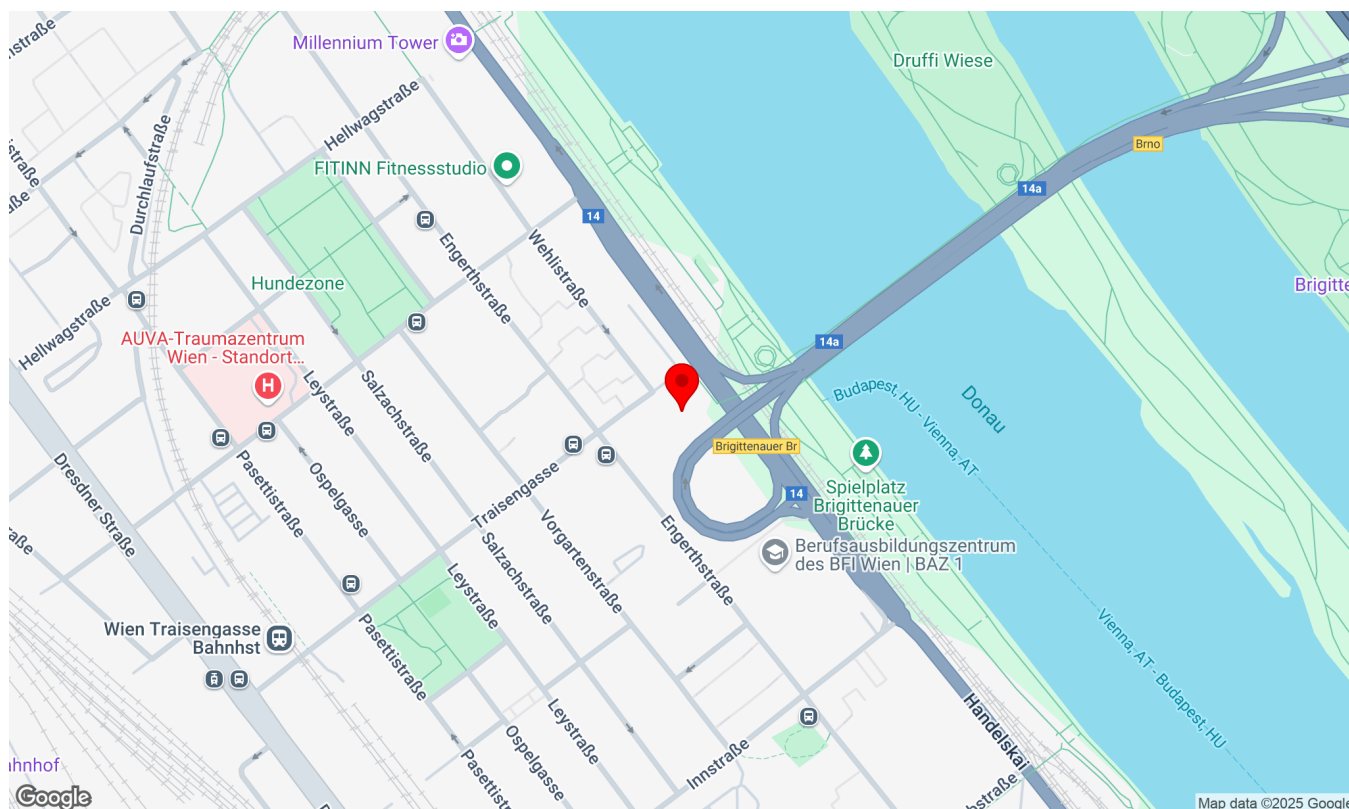 nstraße
Millennium Tower
Druffi Wiese
Durchlaufstraße
Hellwagstraße
Brno
FITINN Fitnessstudio
14a
14
Engerthstraße
Wehlistraße
Hundezone
Brigitte
Hellwagstraße
AUVA-Traumazentrum
Wien - Standort...
H
14a
Leystraße
Salzachstraße
Budapest, HU - Vienna, AT
Donau
Brigittenauer Br
Dresdner Straße
Pasettistraße
Ospelgasse
Traisengasse
14
Spielplatz
Brigittenauer
Brücke
Vorgartenstraße
Engerthstraße
Berufsausbildungszentrum
des BFI Wien | BAZ 1
Salzachstraße
Leystraße
Wien Traisengasse
Bahnhst
Pasettistraße
Vienna, AT - Budapest, HU
Handelskai
Leystraße
Innstraße
Ospelgasse
Pasettistraße
ahnhof
Google
Map data ©2025 Google